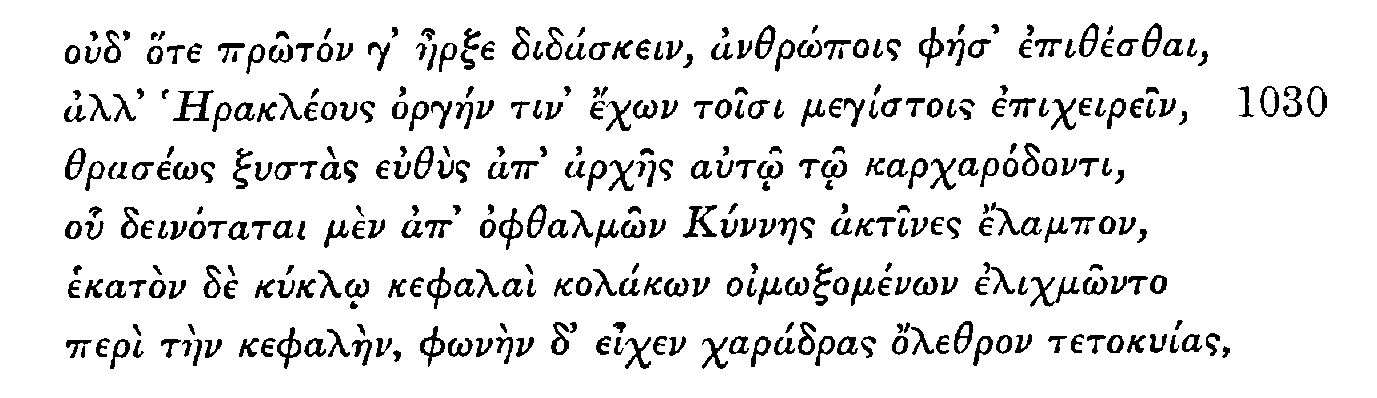 οὐδ’ ὅτε πρῶτόν γ’ ἦρξε διδάσκειν, ἀνθρώποις φήσ’ ἐπιθέσθαι,
ἀλλ’ Ἡρακλέους ὀργήν τιν’ ἔχων τοῖσι μεγίστοις ἐπιχειρεῖν, 1030
θρασέως ξυστὰς εὐθὺς ἀπ’ ἀρχῆς αὐτῷ τῷ καρχαρόδοντι,
οὗ δεινόταται μὲν ἀπ’ ὀφθαλμῶν Κύννης ἀκτῖνες ἔλαμπον,
ἑκατὸν δὲ κύκλῳ κεφαλαὶ κολάκων οἰμωξομένων ἐλιχμῶντο
περὶ τὴν κεφαλήν, φωνὴν δ’ εἶχεν χαράδρας ὄλεθρον τετοκυίας,